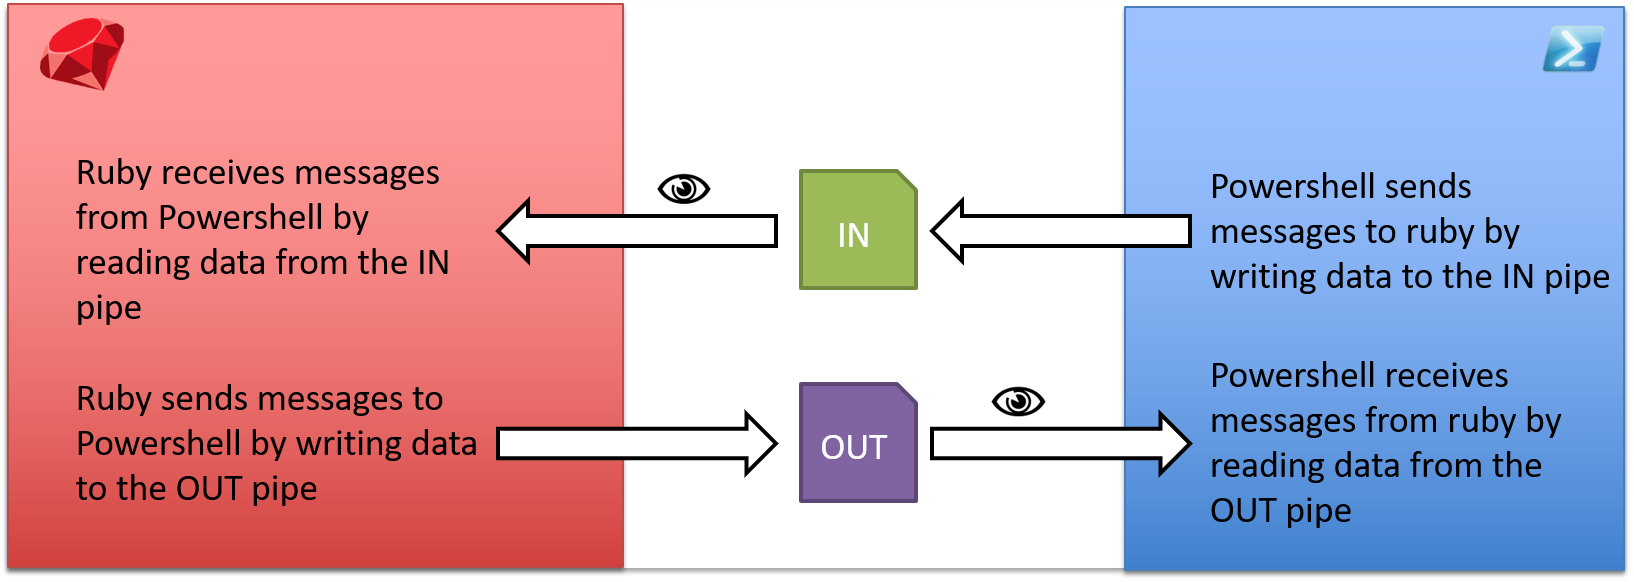 Ruby receives messages
from Powershell by
reading data from the IN
pipe
Ruby sends messages to
Powershell by writing data
to the OUT pipe
IN
OUT
Powershell sends
messages to ruby by
writing data to the IN pipe
Powershell receives
messages from ruby by
reading data from the
OUT pipe